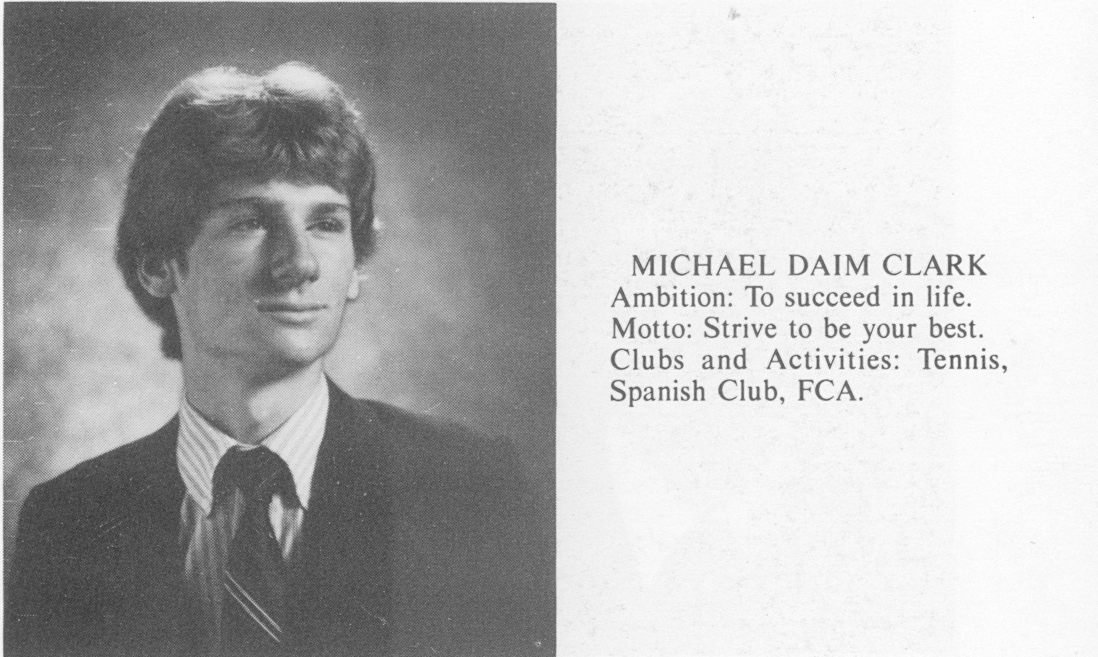 MICHAEL DAIM CLARK
Ambition: To succeed in life.
Motto: Strive to be your best.
Clubs and Activities: Tennis,
Spanish Club, FCA.